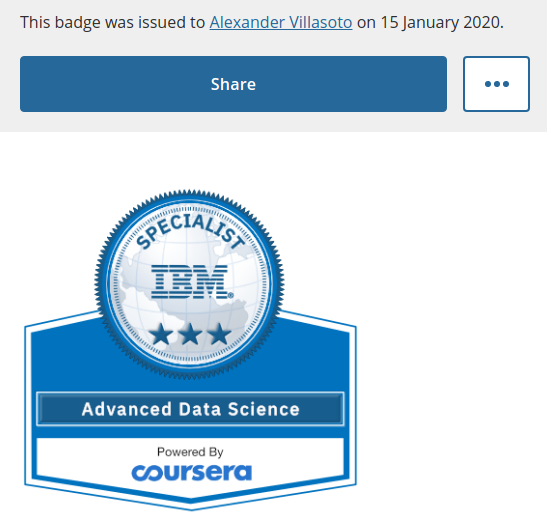 This badge was issued to Alexander Villasoto on 15 January 2020.
Share
SPECIALIST
IBM®
Advanced Data Science
Powered By
coursera